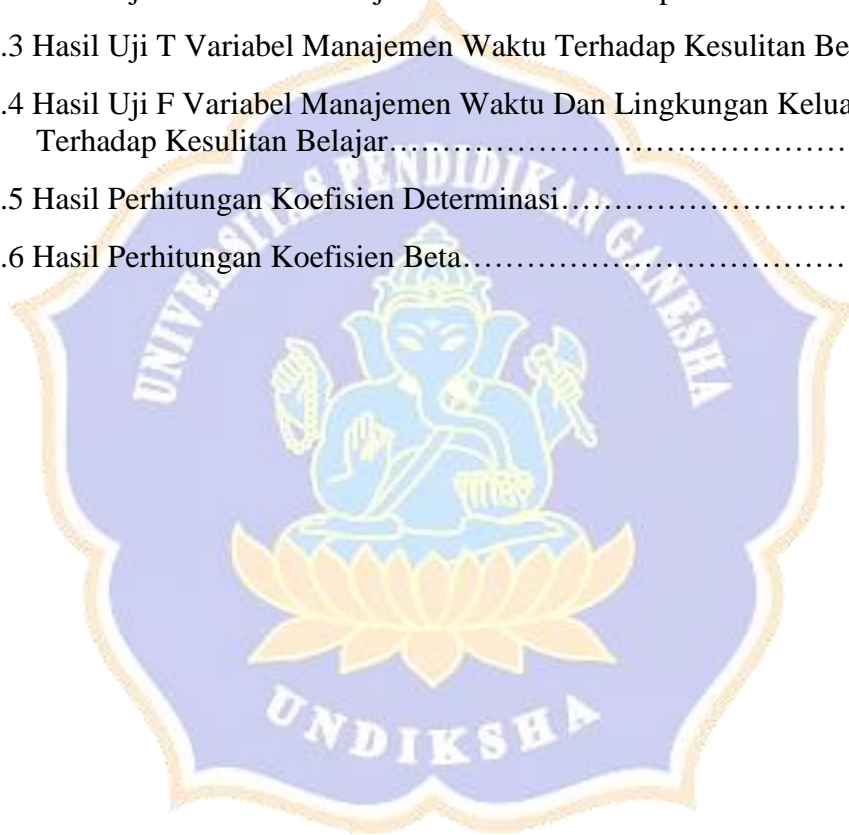 .3 Hasil Uji T Variabel Manajemen Waktu Terhadap Kesulitan Be
.4 Hasil Uji F Variabel Manajemen Waktu Dan Lingkungan Kelua
Terhadap Kesulitan Belajar……………………………………
.5 Hasil Perhitungan Koefisien Determinasi………………………
.6 Hasil Perhitungan Koefisien Beta………………………………
UNIVERSITAS PENDIDIKAN GANESHA
UNDIKSHA